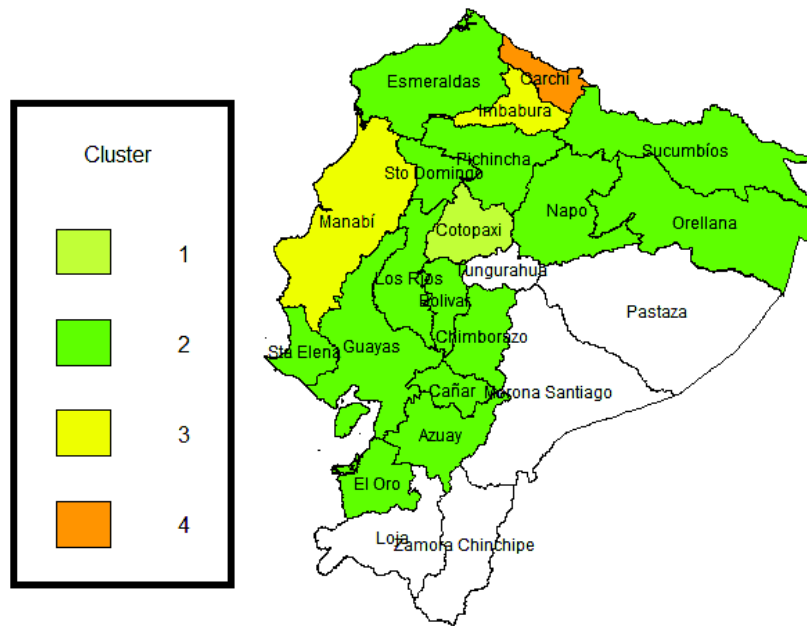 Cluster
1
2
3
4
Esmeraldas
Carchi
Imbabura
Sucumbíos
Pichincha
Sto Domingo
Napo
Orellana
Manabí
Cotopaxi
Tungurahua
Los Ríos
Bolivar
Pastaza
Sta Elena
Guayas
Chimborazo
Cañar
Morona Santiago
Azuay
El Oro
Loja
Zamora Chinchipe